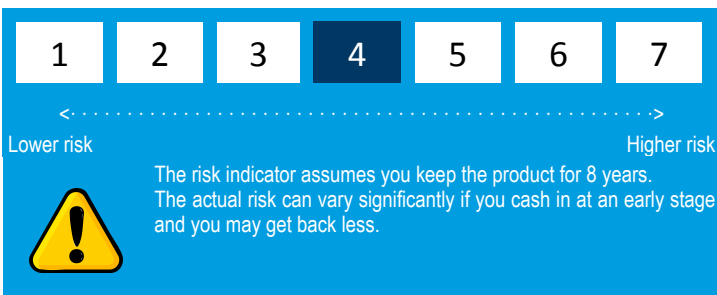 1 2 3 4 5 6 7
Lower risk Higher risk
The risk indicator assumes you keep the product for 8 years.
The actual risk can vary significantly if you cash in at an early stage
and you may get back less.